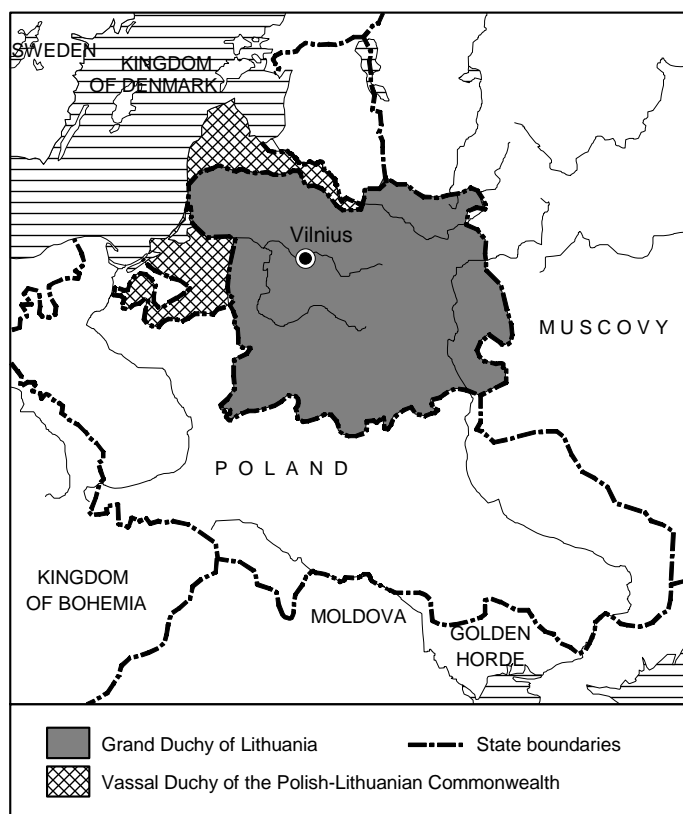 SWEDEN
KINGDOM
OF DENMARK
Vilnius
MUSCOVY
POLAND
KINGDOM
OF BOHEMIA
MOLDOVA
GOLDEN
HORDE
Grand Duchy of Lithuania
State boundaries
Vassal Duchy of the Polish-Lithuanian Commonwealth